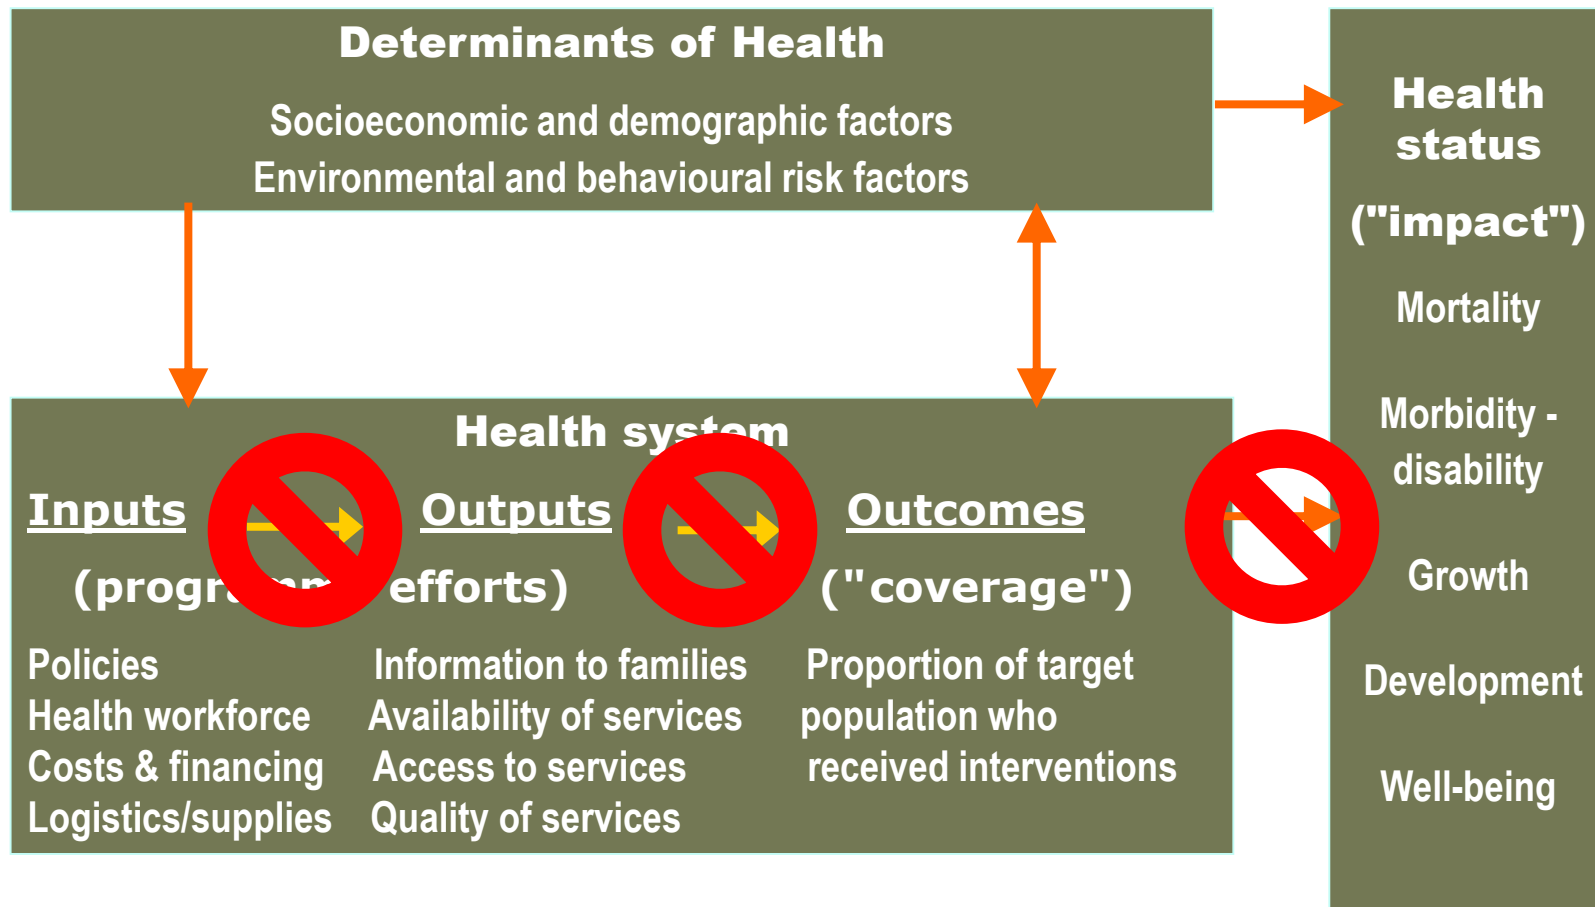 Determinants of Health
Socioeconomic and demographic factors
Environmental and behavioural risk factors
Health status
("impact")
Mortality
Morbidity -
disability
Growth
Development
Well-being
Health system
Inputs Outputs Outcomes
efforts) ("coverage")
Policies Information to families Proportion of target
Health workforce Availability of services population who
Costs & financing Access to services received interventions
Logistics/supplies Quality of services